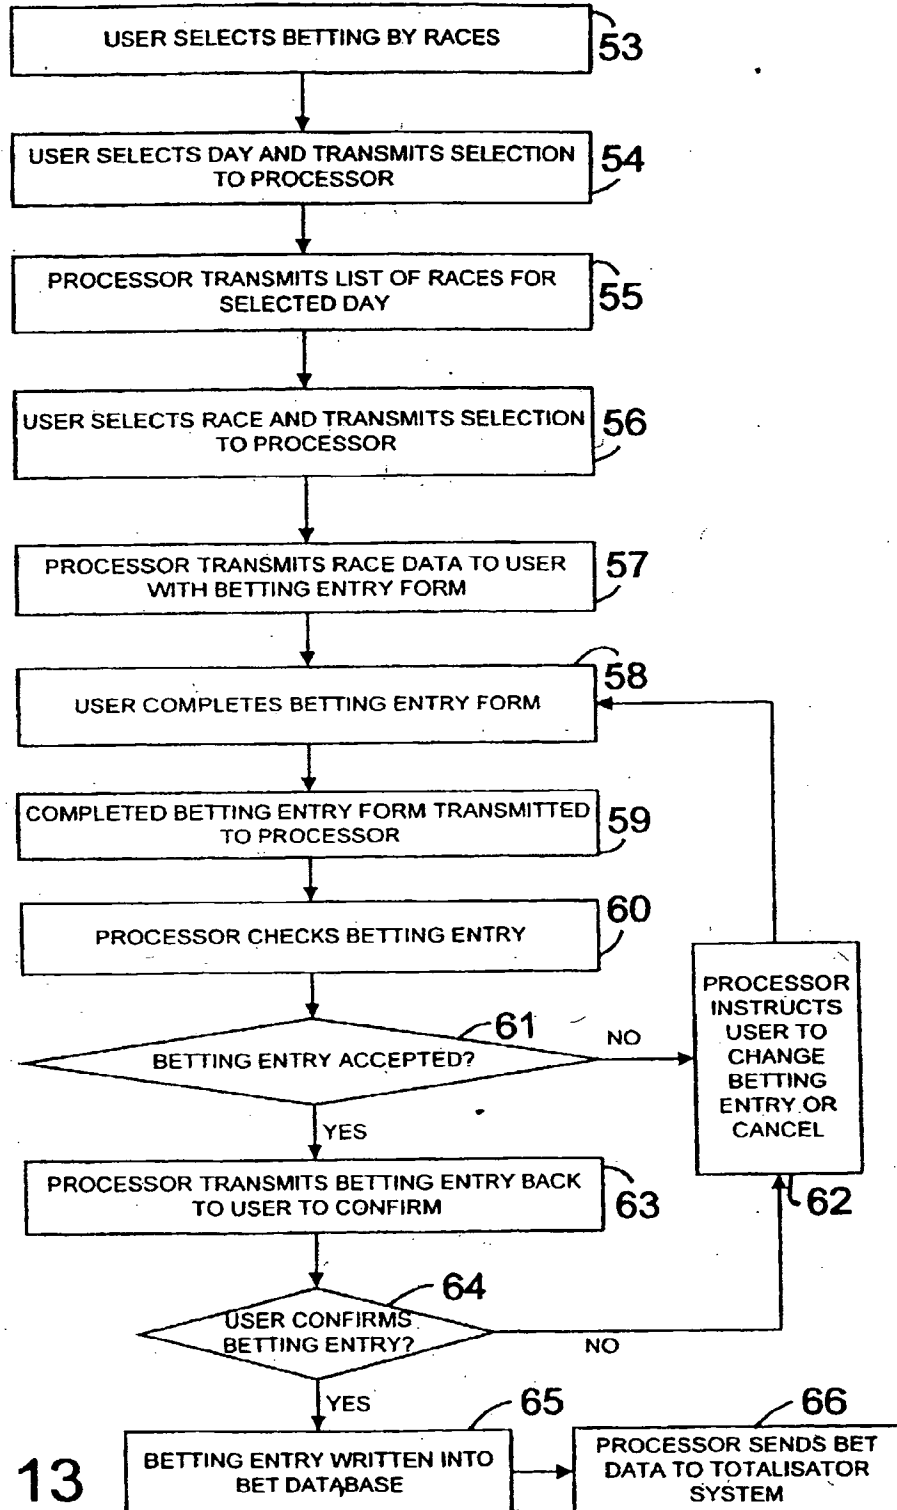 USER SELECTS BETTING BY RACES
53
USER SELECTS DAY AND TRANSMITS SELECTION
TO PROCESSOR
54
PROCESSOR TRANSMITS LIST OF RACES FOR
SELECTED DAY
55
USER SELECTS RACE AND TRANSMITS SELECTION
TO PROCESSOR
56
PROCESSOR TRANSMITS RACE DATA TO USER
WITH BETTING ENTRY FORM
57
USER COMPLETES BETTING ENTRY FORM
58
COMPLETED BETTING ENTRY FORM TRANSMITTED
TO PROCESSOR
59
PROCESSOR CHECKS BETTING ENTRY
60
BETTING ENTRY ACCEPTED?
61
NO
PROCESSOR
INSTRUCTS
USER TO
CHANGE
BETTING
ENTRY OR
CANCEL
62
YES
PROCESSOR TRANSMITS BETTING ENTRY BACK
TO USER TO CONFIRM
63
USER CONFIRMS
BETTING ENTRY?
64
NO
YES
BETTING ENTRY WRITTEN INTO
BET DATABASE
65
PROCESSOR SENDS BET
DATA TO TOTALISATOR
SYSTEM
66
13